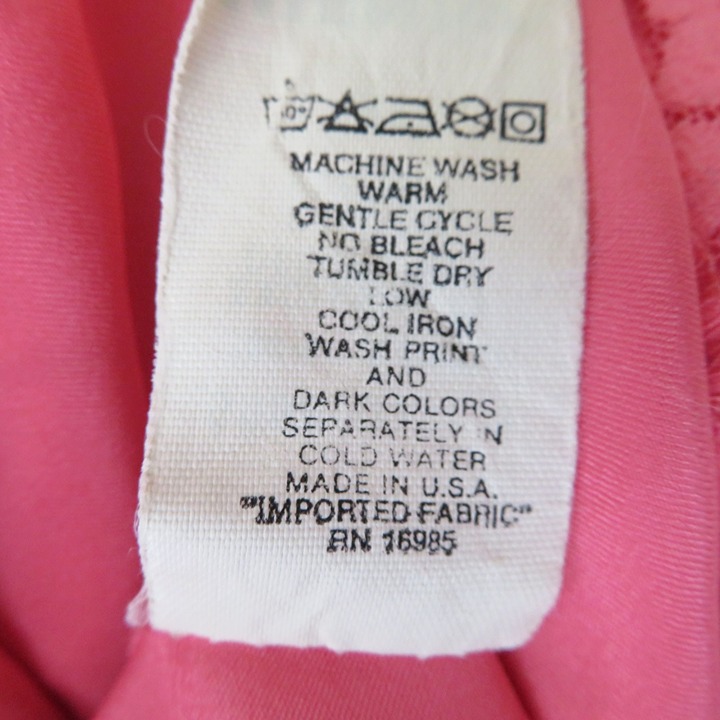 MACHINE WASH
WARM
GENTLE CYCLE
NO BLEACH
TUMBLE DRY
LOW
COOL IRON
WASH PRINT
AND
DARK COLORS
SEPARATELY IN
COLD WATER
MADE IN U.S.A.
"IMPORTED FABRIC"
RN 16985